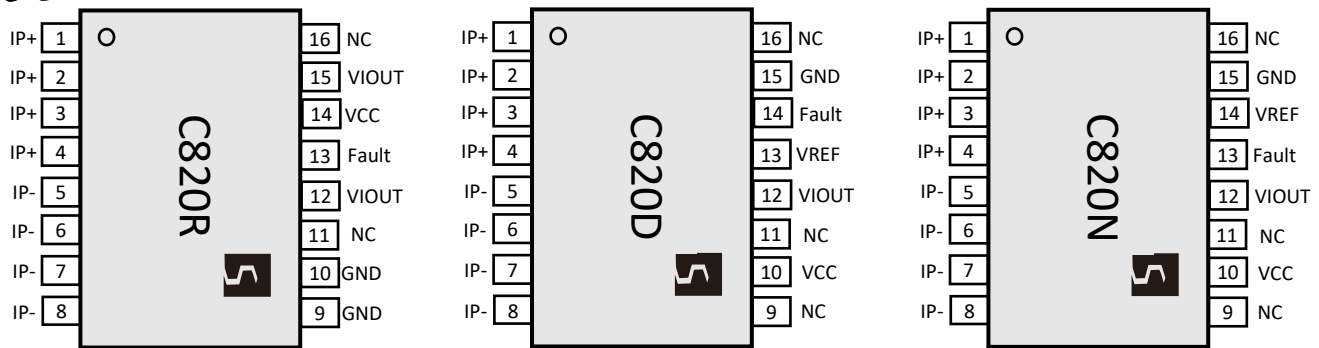 IP+ 1 16 NC
IP+ 2 15 VIOUT
IP+ 3 14 VCC
IP+ 4 13 Fault
IP- 5 12 VIOUT
IP- 6 11 NC
IP- 7 10 GND
IP- 8 9 GND
C820R
IP+ 1 16 NC
IP+ 2 15 GND
IP+ 3 14 Fault
IP+ 4 13 VREF
IP- 5 12 VIOUT
IP- 6 11 NC
IP- 7 10 VCC
IP- 8 9 NC
C820D
IP+ 1 16 NC
IP+ 2 15 GND
IP+ 3 14 VREF
IP+ 4 13 Fault
IP- 5 12 VIOUT
IP- 6 11 NC
IP- 7 10 VCC
IP- 8 9 NC
C820N